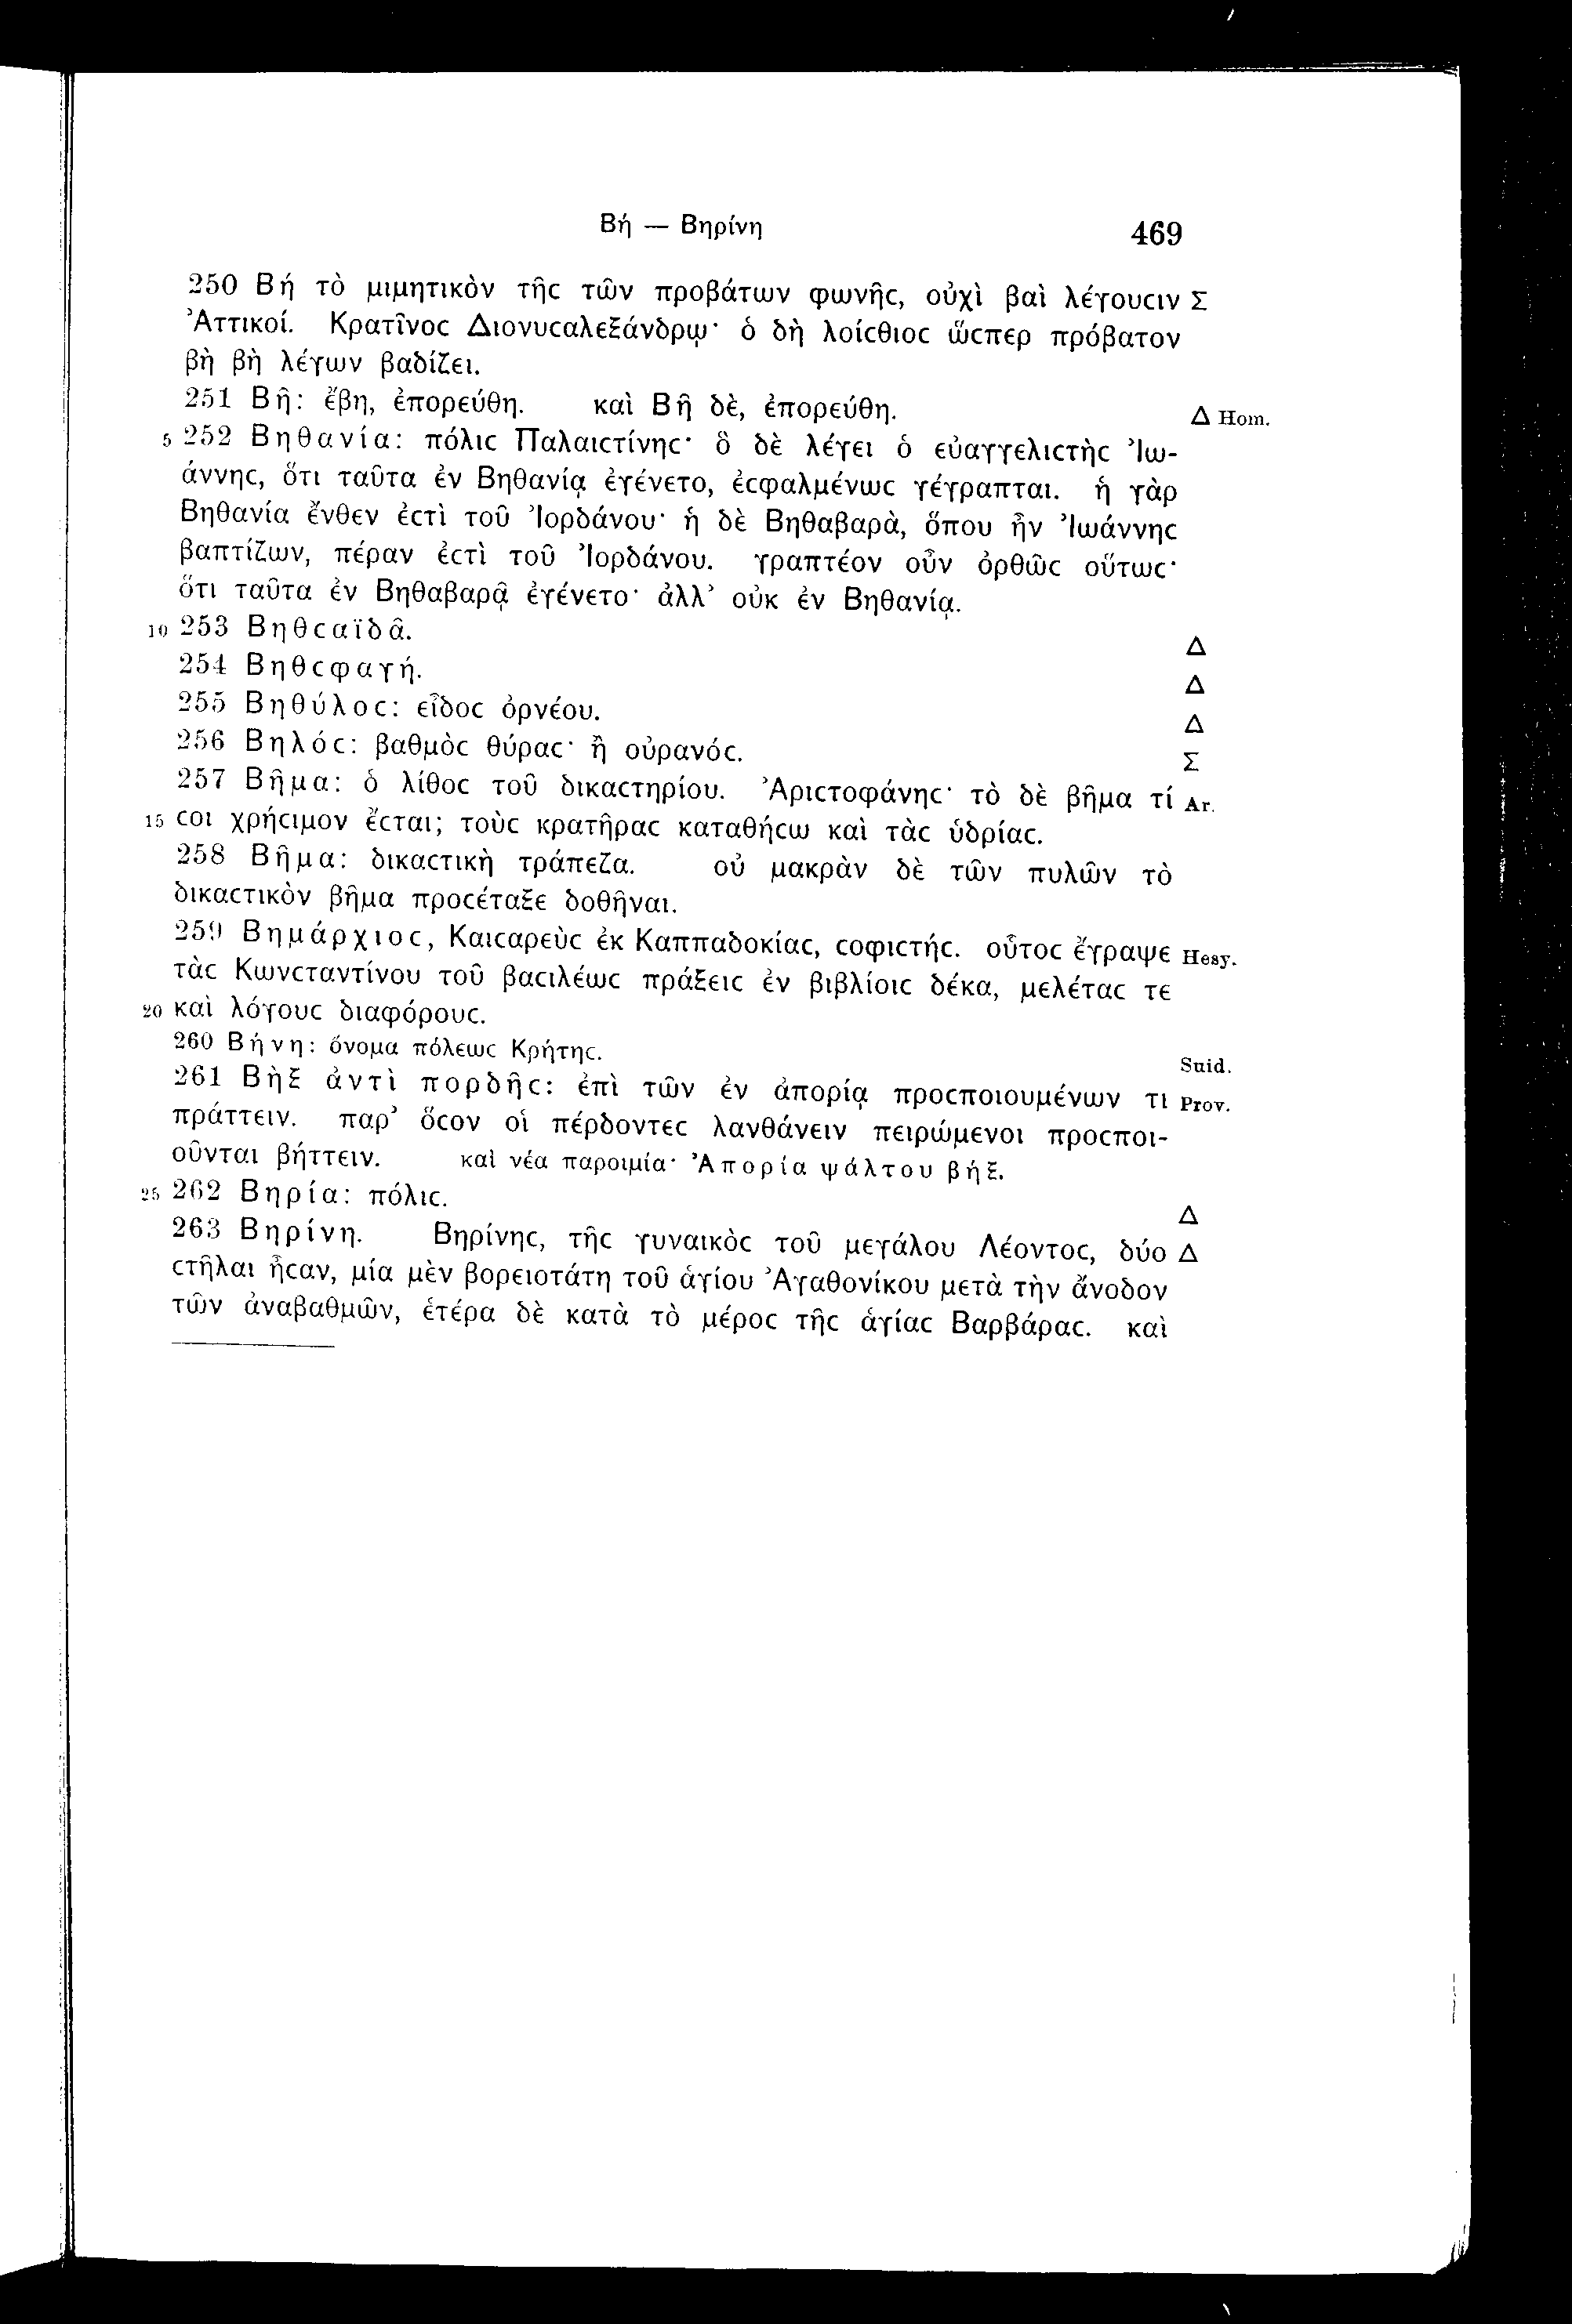 Βή — Βηρίνη 469
250 Βή τὸ μιμητικὸν τῆϲ τῶν προβάτων φωνῆϲ, οὐχὶ βαὶ λέγουϲιν Σ
Ἀττικοί. Κρατῖνοϲ Διονυϲαλεξάνδρῳ· ὁ δὴ λοίϲθιοϲ ὥϲπερ πρόβατον
βὴ βὴ λέγων βαδίζει.
251 Βῆ: ἔβη, ἐπορεύθη. καὶ Βῆ δὲ, ἐπορεύθη. Δ Hom.
5 252 Βηθανία: πόλιϲ Παλαιϲτίνηϲ· ὃ δὲ λέγει ὁ εὐαγγελιϲτὴϲ Ἰω-
άννηϲ, ὅτι ταῦτα ἐν Βηθανίᾳ ἐγένετο, ἐϲφαλμένωϲ γέγραπται. ἡ γὰρ
Βηθανία ἔνθεν ἐϲτὶ τοῦ Ἰορδάνου· ἡ δὲ Βηθαβαρὰ, ὅπου ἦν Ἰωάννηϲ
βαπτίζων, πέραν ἐϲτὶ τοῦ Ἰορδάνου. γραπτέον οὖν ὀρθῶϲ οὕτωϲ·
ὅτι ταῦτα ἐν Βηθαβαρᾷ ἐγένετο· ἀλλ’ οὐκ ἐν Βηθανίᾳ.
10 253 Βηθϲαϊδᾶ. Δ
254 Βηθϲφαγή. Δ
255 Βηθύλοϲ: εἶδοϲ ὀρνέου. Δ
256 Βηλόϲ: βαθμὸϲ θύραϲ· ἢ οὐρανόϲ. Σ
257 Βῆμα: ὁ λίθοϲ τοῦ δικαϲτηρίου. Ἀριϲτοφάνηϲ· τὸ δὲ βῆμα τί Ar.
15 ϲοι χρήϲιμον ἔϲται; τοὺϲ κρατῆραϲ καταθήϲω καὶ τὰϲ ὑδρίαϲ.
258 Βῆμα: δικαϲτικὴ τράπεζα. οὐ μακρὰν δὲ τῶν πυλῶν τὸ
δικαϲτικὸν βῆμα προϲέταξε δοθῆναι.
259 Βημάρχιοϲ, Καιϲαρεὺϲ ἐκ Καππαδοκίαϲ, ϲοφιϲτήϲ. οὗτοϲ ἔγραψε Hesy.
τὰϲ Κωνϲταντίνου τοῦ βαϲιλέωϲ πράξειϲ ἐν βιβλίοιϲ δέκα, μελέταϲ τε
20 καὶ λόγουϲ διαφόρουϲ.
260 Βήνη: ὄνομα πόλεωϲ Κρήτηϲ. Suid.
261 Βὴξ ἀντὶ πορδῆϲ: ἐπὶ τῶν ἐν ἀπορίᾳ προϲποιουμένων τι Prov.
πράττειν. παρ’ ὅϲον οἱ πέρδοντεϲ λανθάνειν πειρώμενοι προϲποι-
οῦνται βήττειν. καὶ νέα παροιμία· Ἀπορία ψάλτου βήξ.
25 262 Βηρία: πόλιϲ. Δ
263 Βηρίνη. Βηρίνηϲ, τῆϲ γυναικὸϲ τοῦ μεγάλου Λέοντοϲ, δύο Δ
ϲτῆλαι ἦϲαν, μία μὲν βορειοτάτη τοῦ ἁγίου Ἀγαθονίκου μετὰ τὴν ἄνοδον
τῶν ἀναβαθμῶν, ἑτέρα δὲ κατὰ τὸ μέροϲ τῆϲ ἁγίαϲ Βαρβάραϲ. καὶ